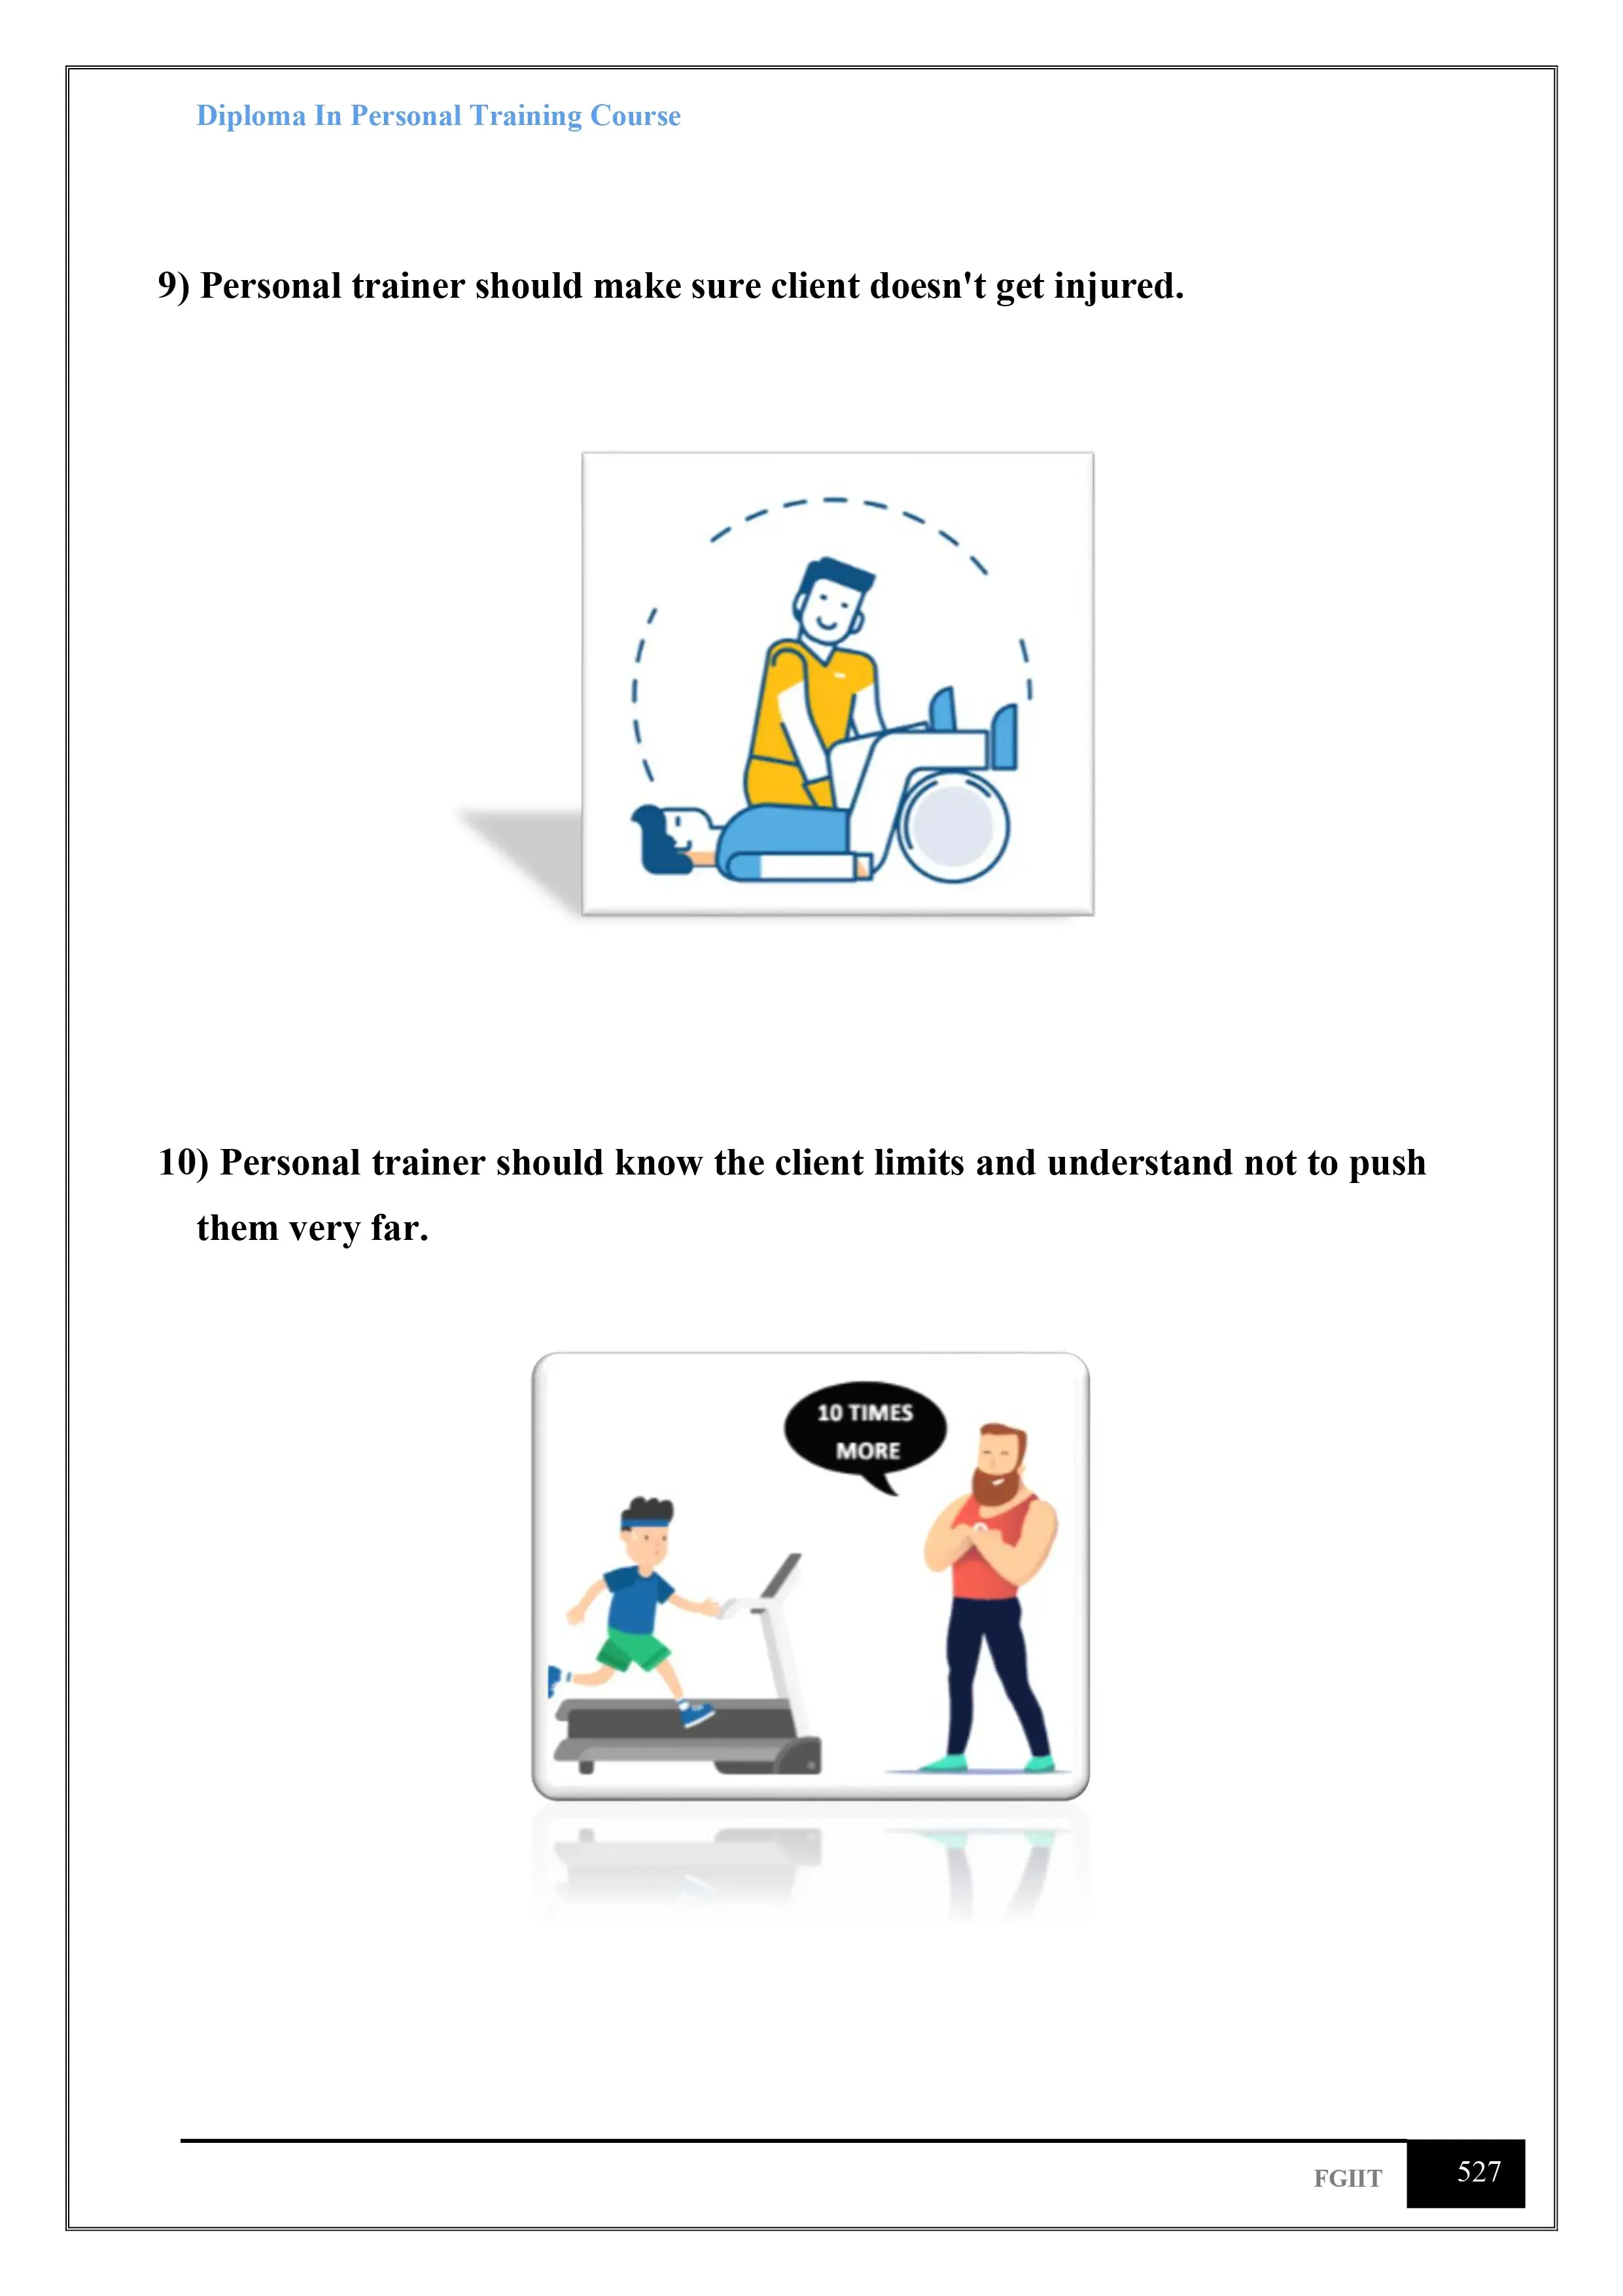 Diploma In Personal Training Course
9) Personal trainer should make sure client doesn't get injured.
10) Personal trainer should know the client limits and understand not to push
them very far.
10 TIMES
MORE
FGIIT
527